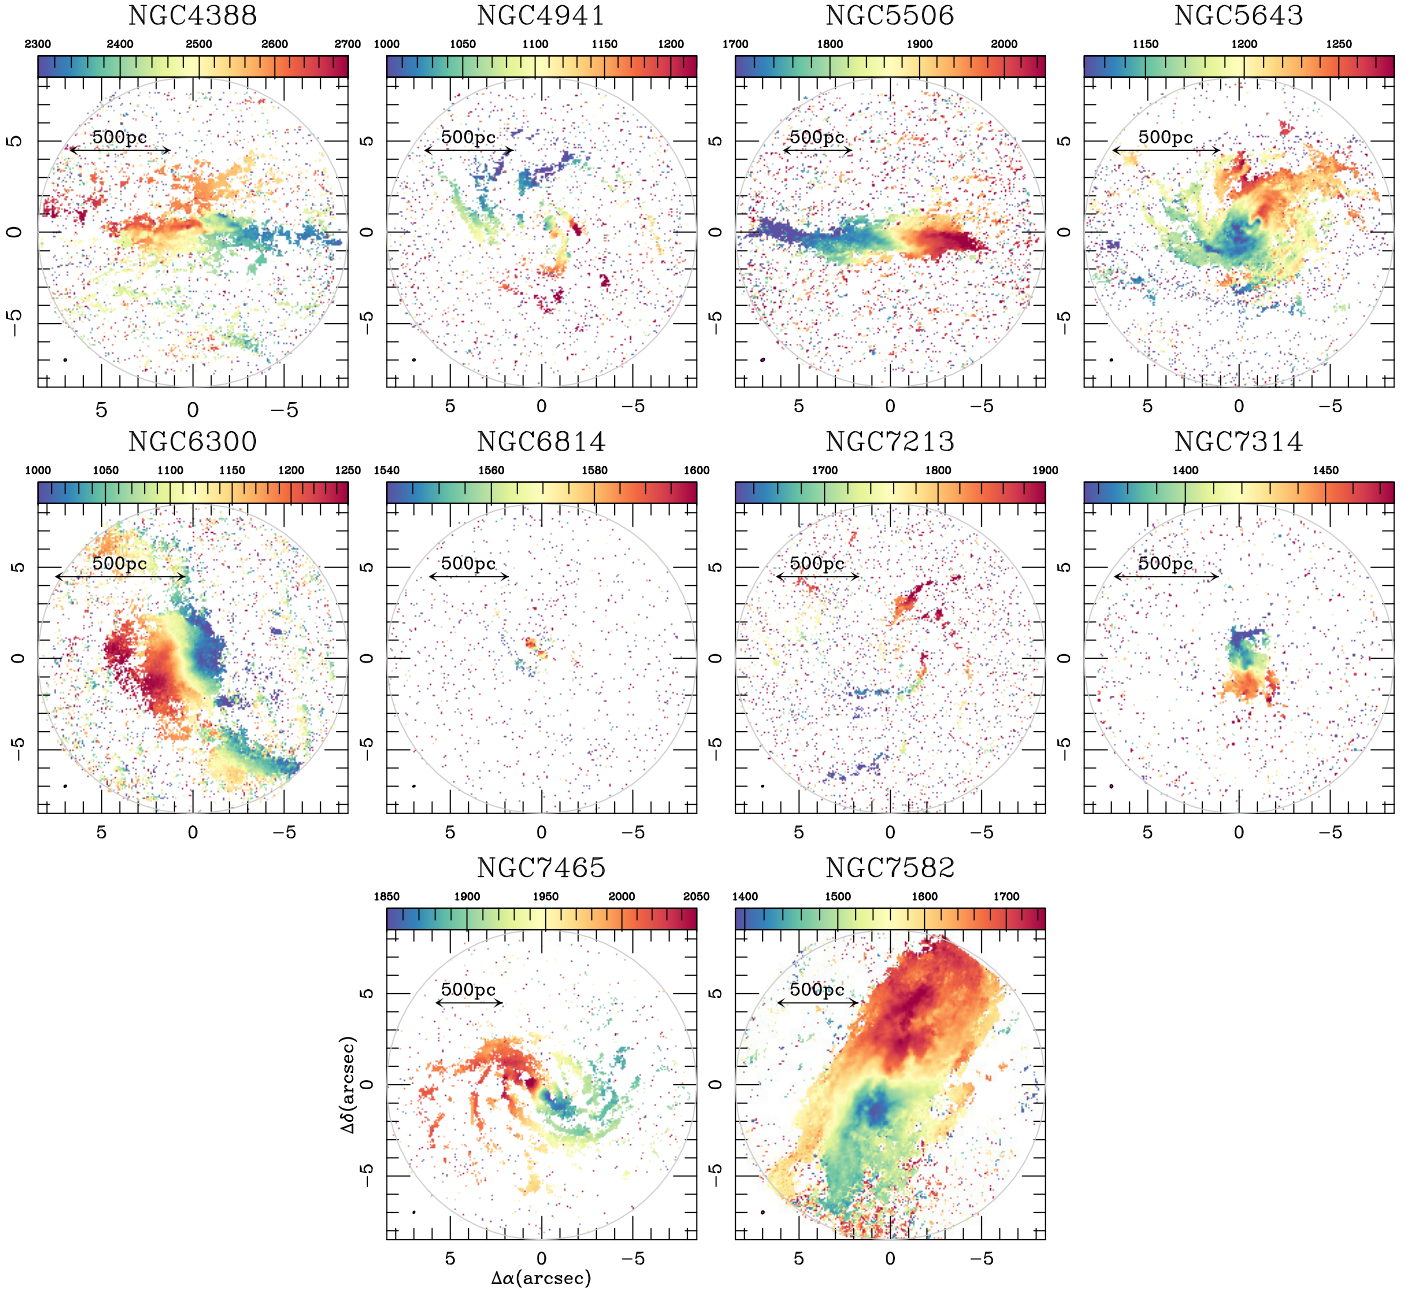 NGC4388 NGC4941 NGC5506 NGC5643
2300 2400 2500 2600 2700 1000 1050 1100 1150 1200 1700 1800 1900 2000 1150 1200 1250
500pc 500pc 500pc 500pc
5 5 5 5
0 0 0 0
−5 −5 −5 −5
5 0 −5 5 0 −5 5 0 −5 5 0 −5
NGC6300 NGC6814 NGC7213 NGC7314
1000 1050 1100 1150 1200 1250 1540 1560 1580 1600 1700 1800 1900 1400 1450
500pc 500pc 500pc 500pc
5 5 5 5
0 0 0 0
−5 −5 −5 −5
5 0 −5 5 0 −5 5 0 −5 5 0 −5
NGC7465 NGC7582
1850 1900 1950 2000 2050 1400 1500 1600 1700
500pc 500pc
5 5
0 0
Δδ(arcsec)
−5 −5
5 0 −5 5 0 −5
Δα(arcsec)